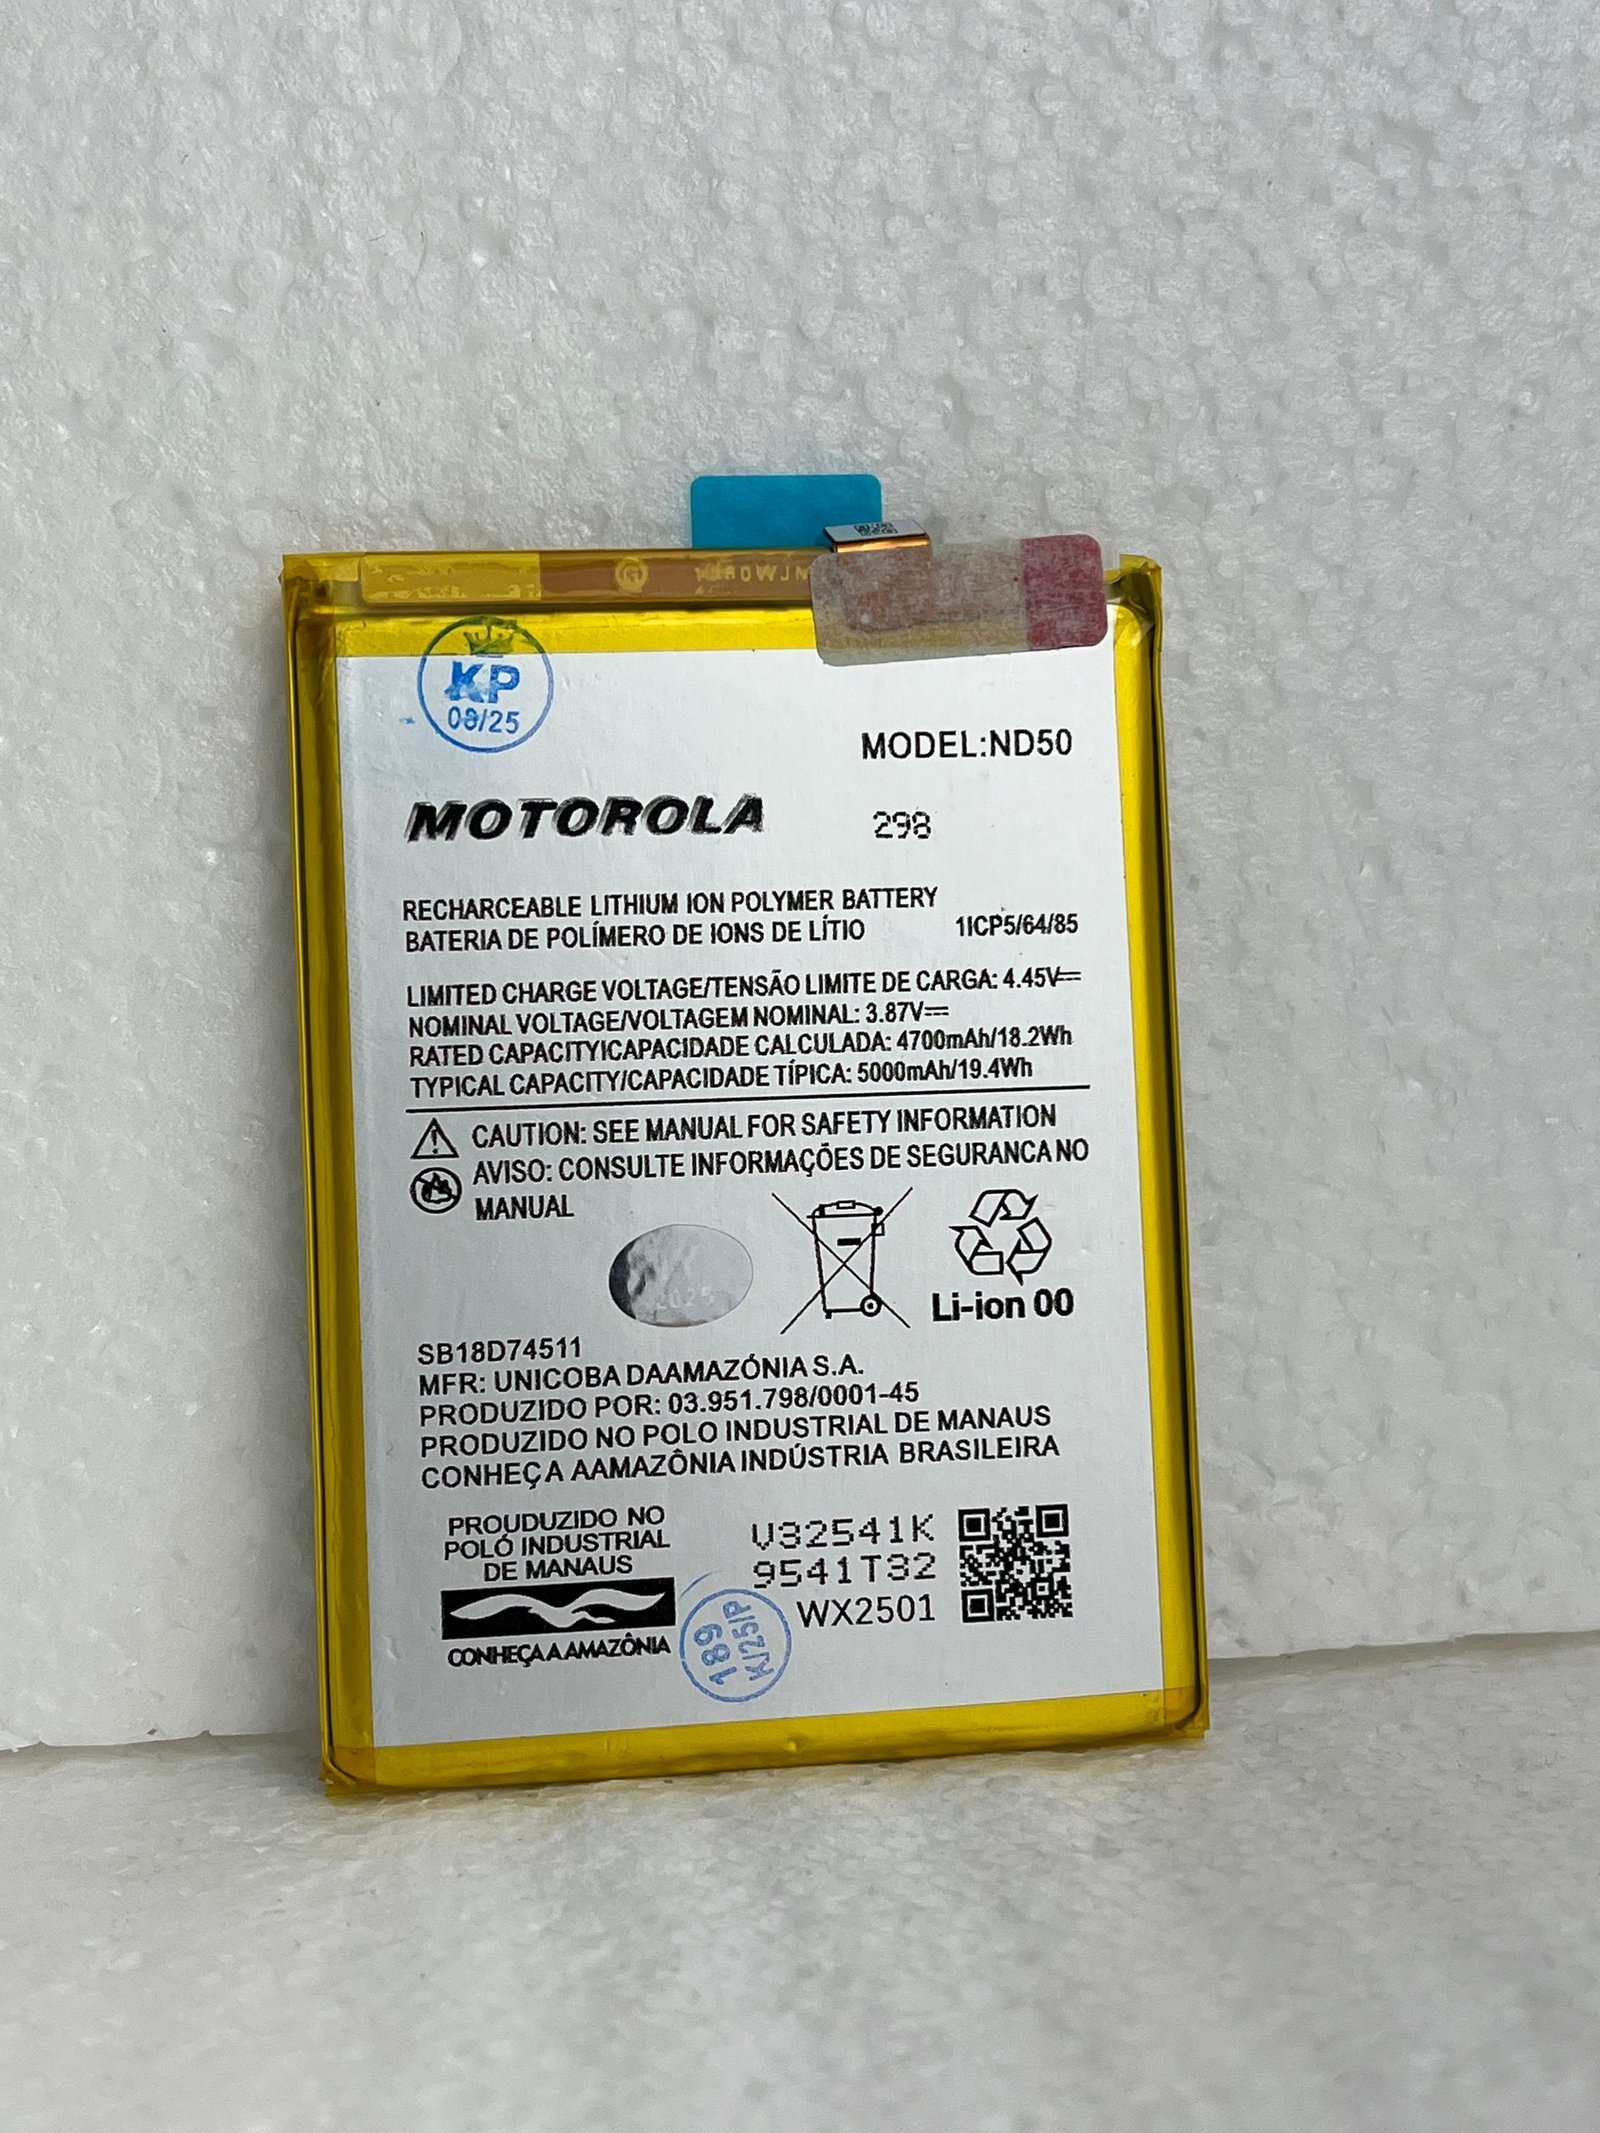 KP
08/25
MODEL:ND50
MOTOROLA
298
RECHARCEABLE LITHIUM ION POLYMER BATTERY
BATERIA DE POLÍMERO DE IONS DE LÍTIO
1ICP5/64/85
LIMITED CHARGE VOLTAGE/TENSÃO LIMITE DE CARGA: 4.45V⎓
NOMINAL VOLTAGE/VOLTAGEM NOMINAL: 3.87V⎓
RATED CAPACITYICAPACIDADE CALCULADA: 4700mAh/18.2Wh
TYPICAL CAPACITY/CAPACIDADE TÍPICA: 5000mAh/19.4Wh
CAUTION: SEE MANUAL FOR SAFETY INFORMATION
AVISO: CONSULTE INFORMAÇÕES DE SEGURANCA NO
MANUAL
2025
Li-ion 00
SB18D74511
MFR: UNICOBA DAAMAZÓNIA S.A.
PRODUZIDO POR: 03.951.798/0001-45
PRODUZIDO NO POLO INDUSTRIAL DE MANAUS
CONHEÇA AAMAZÔNIA INDÚSTRIA BRASILEIRA
PROUDUZIDO NO
POLÓ INDUSTRIAL
DE MANAUS
CONHEÇA A AMAZÔNIA
V32541K
9541T32
WX2501
189
K/25/P